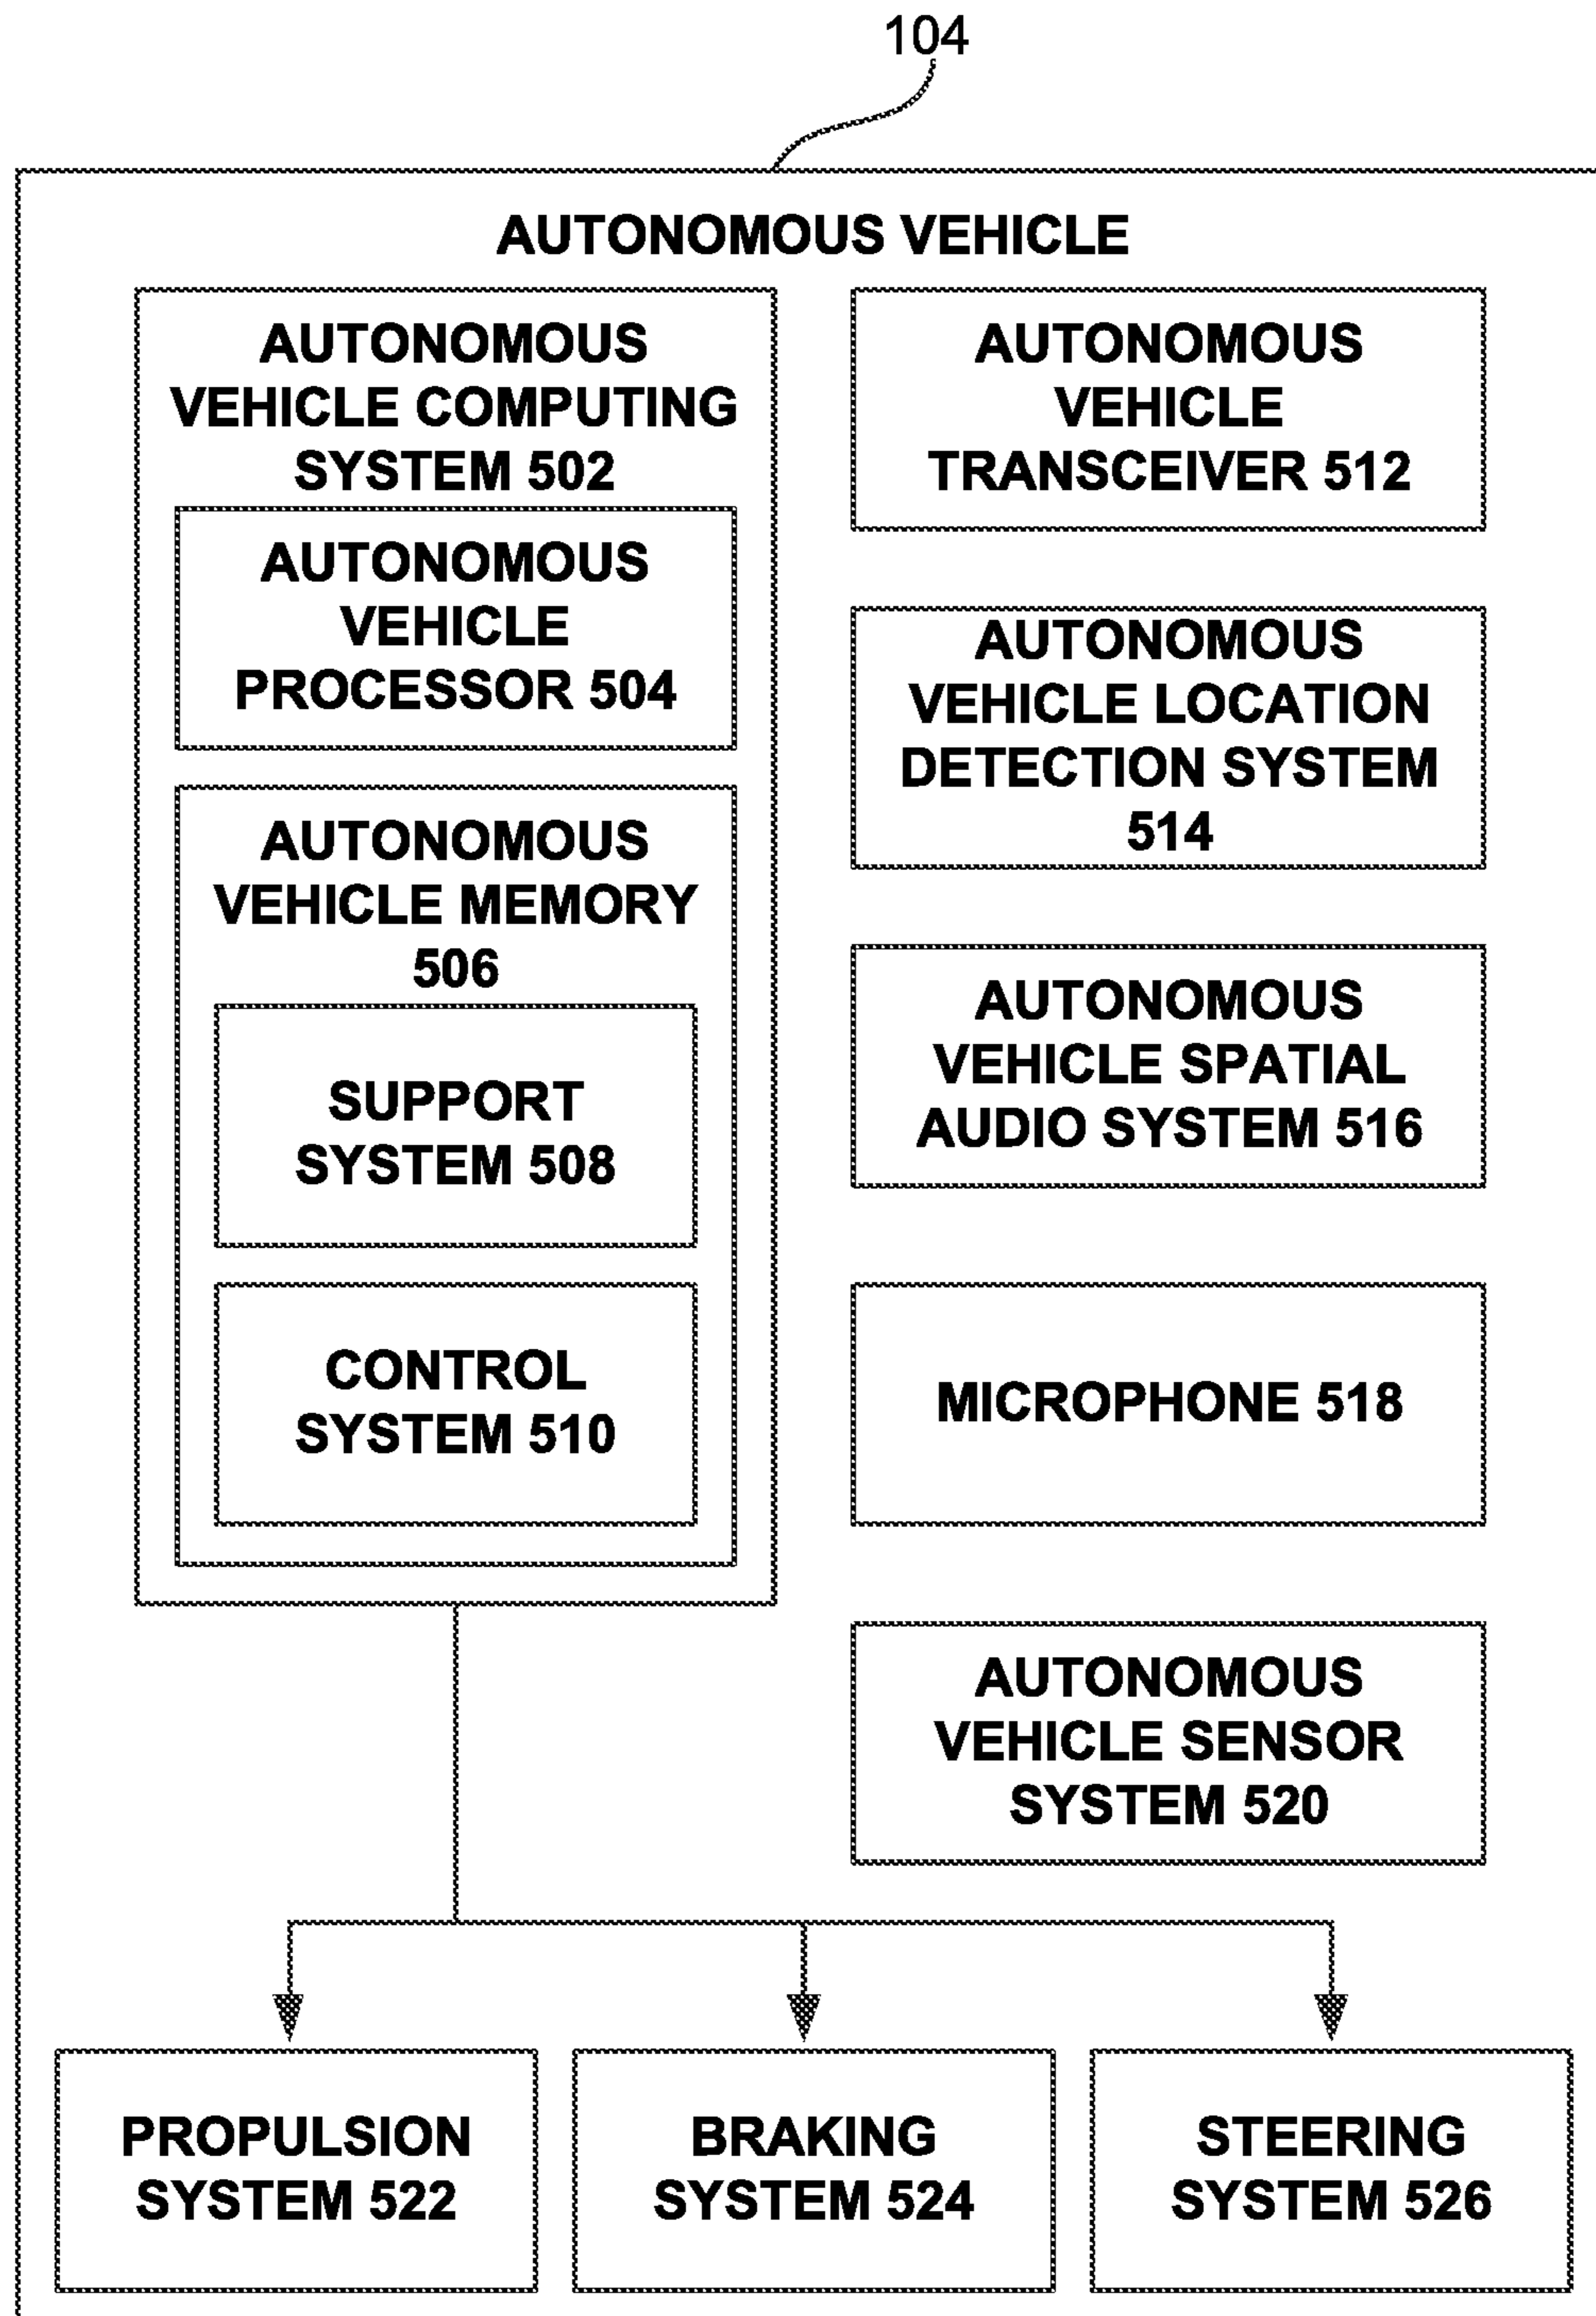 104
AUTONOMOUS VEHICLE
AUTONOMOUS
VEHICLE COMPUTING
SYSTEM 502
AUTONOMOUS
VEHICLE
PROCESSOR 504
AUTONOMOUS
VEHICLE MEMORY
506
SUPPORT
SYSTEM 508
CONTROL
SYSTEM 510
AUTONOMOUS
VEHICLE
TRANSCEIVER 512
AUTONOMOUS
VEHICLE LOCATION
DETECTION SYSTEM
514
AUTONOMOUS
VEHICLE SPATIAL
AUDIO SYSTEM 516
MICROPHONE 518
AUTONOMOUS
VEHICLE SENSOR
SYSTEM 520
PROPULSION
SYSTEM 522
BRAKING
SYSTEM 524
STEERING
SYSTEM 526